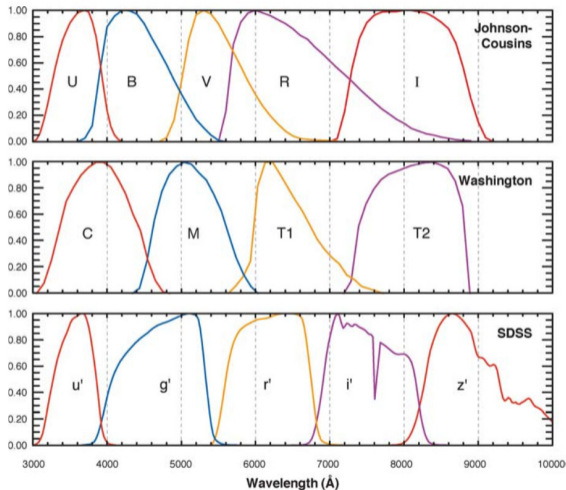 1.00
0.80
0.60
0.40
0.20
0.00
Johnson-
Cousins
U B V R I
1.00
0.80
0.60
0.40
0.20
0.00
Washington
C M T1 T2
1.00
0.80
0.60
0.40
0.20
0.00
SDSS
u' g' r' i' z'
3000 4000 5000 6000 7000 8000 9000 10000
Wavelength (Å)